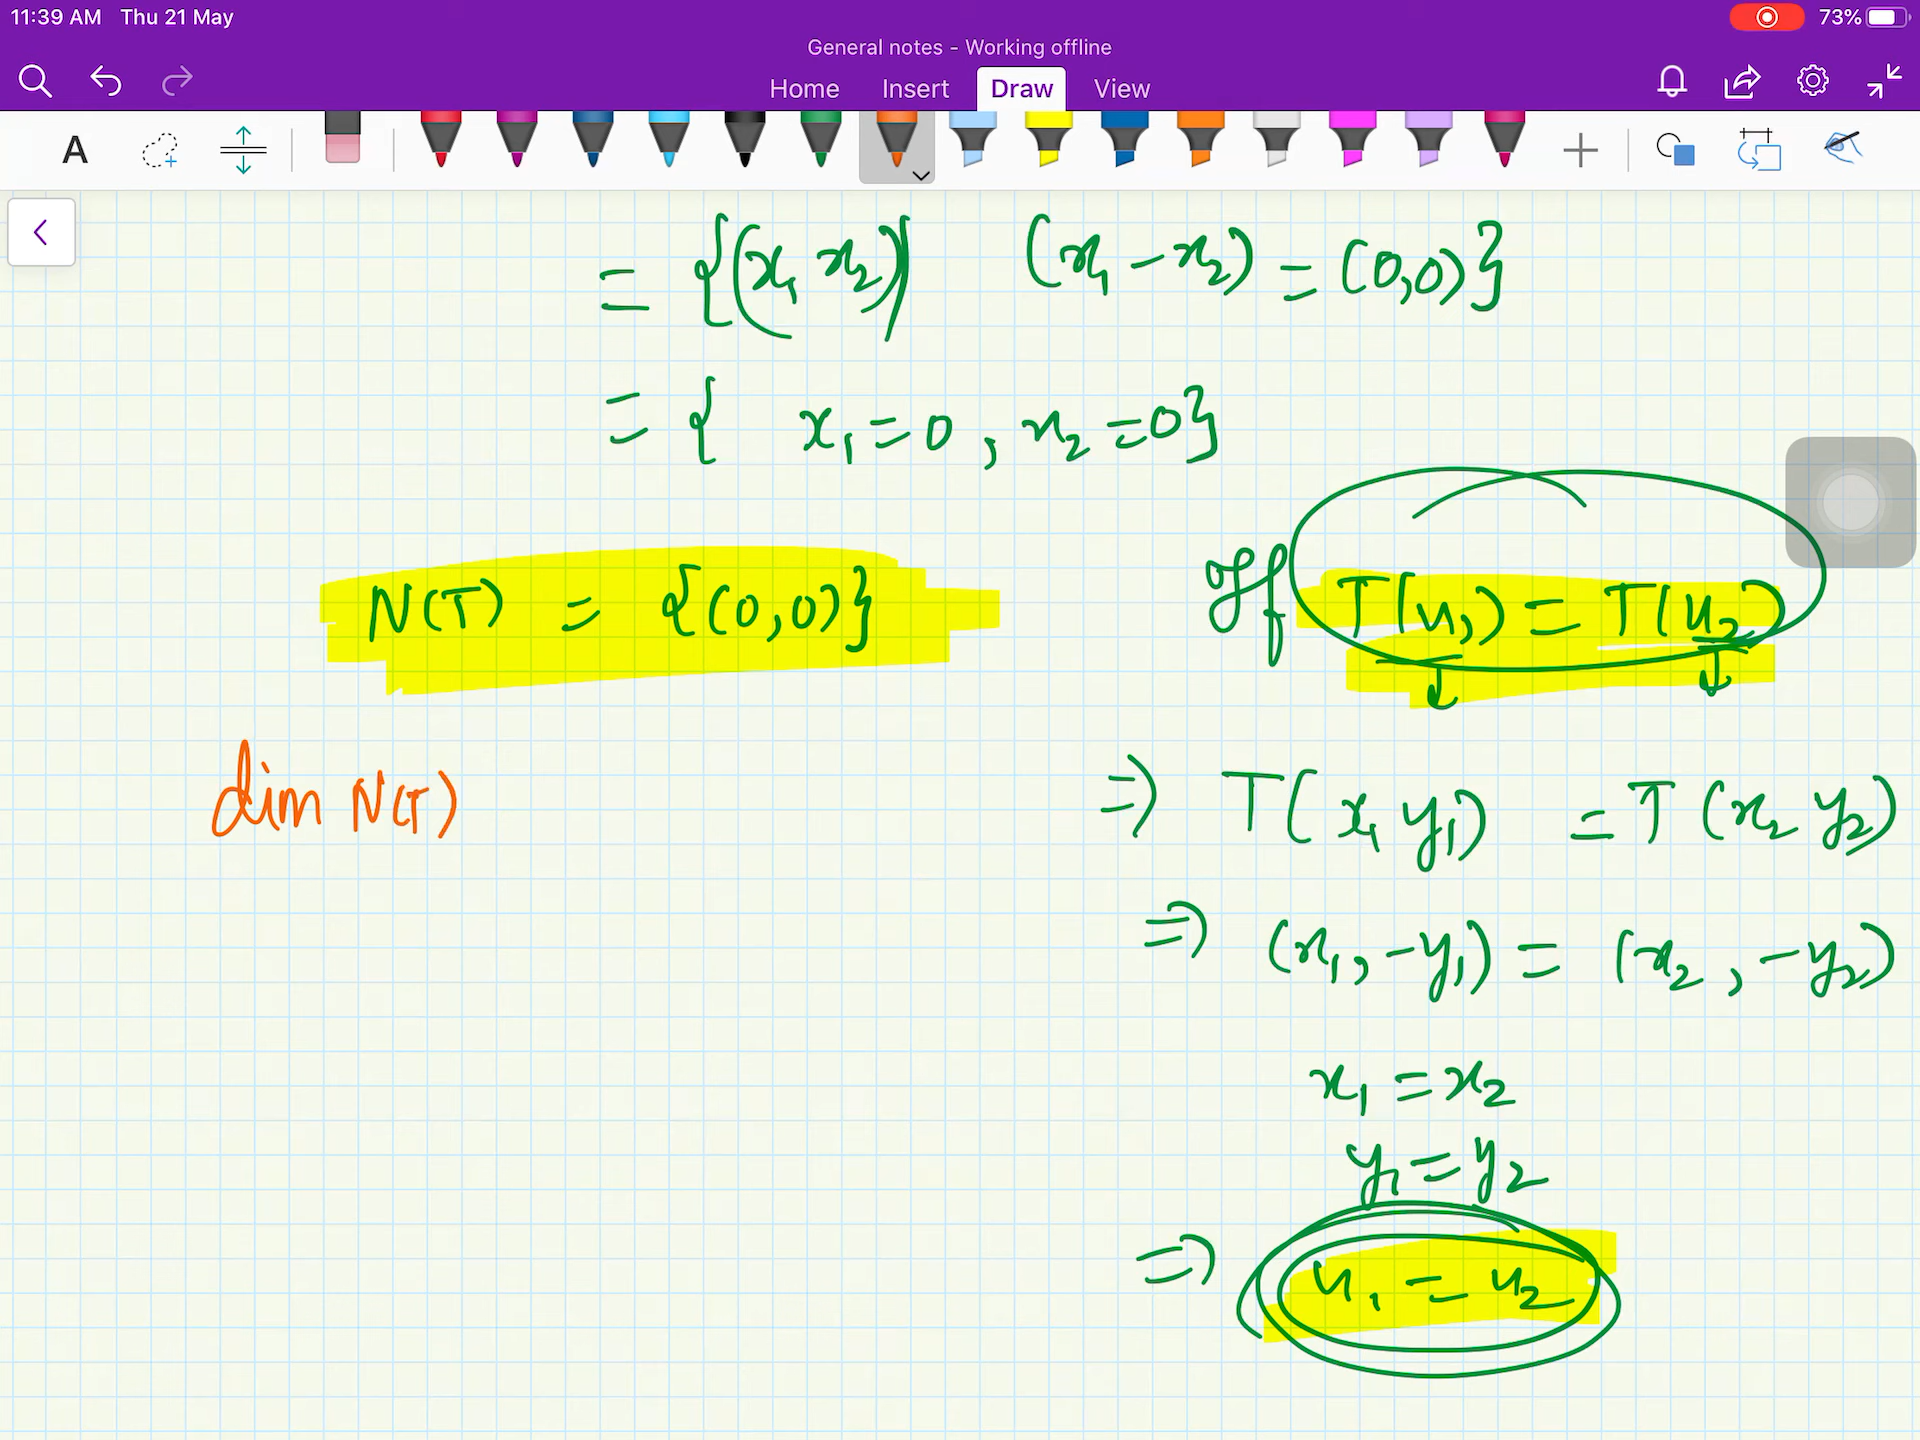 11:39 AM Thu 21 May
73%
General notes - Working offline
Home Insert Draw View
A
= {(x₁ x₂) | (x₁ -x₂) = (0,0)}
= { x₁ = 0 , x₂ = 0}
N(T) = {(0,0)}
If T(u₁) = T(u₂)
dim N(T)
=> T( x₁ y₁) = T (x₂ y₂)
=> (x₁, -y₁) = (x₂ , -y₂)
x₁ = x₂
y₁ = y₂
=> u₁ = u₂